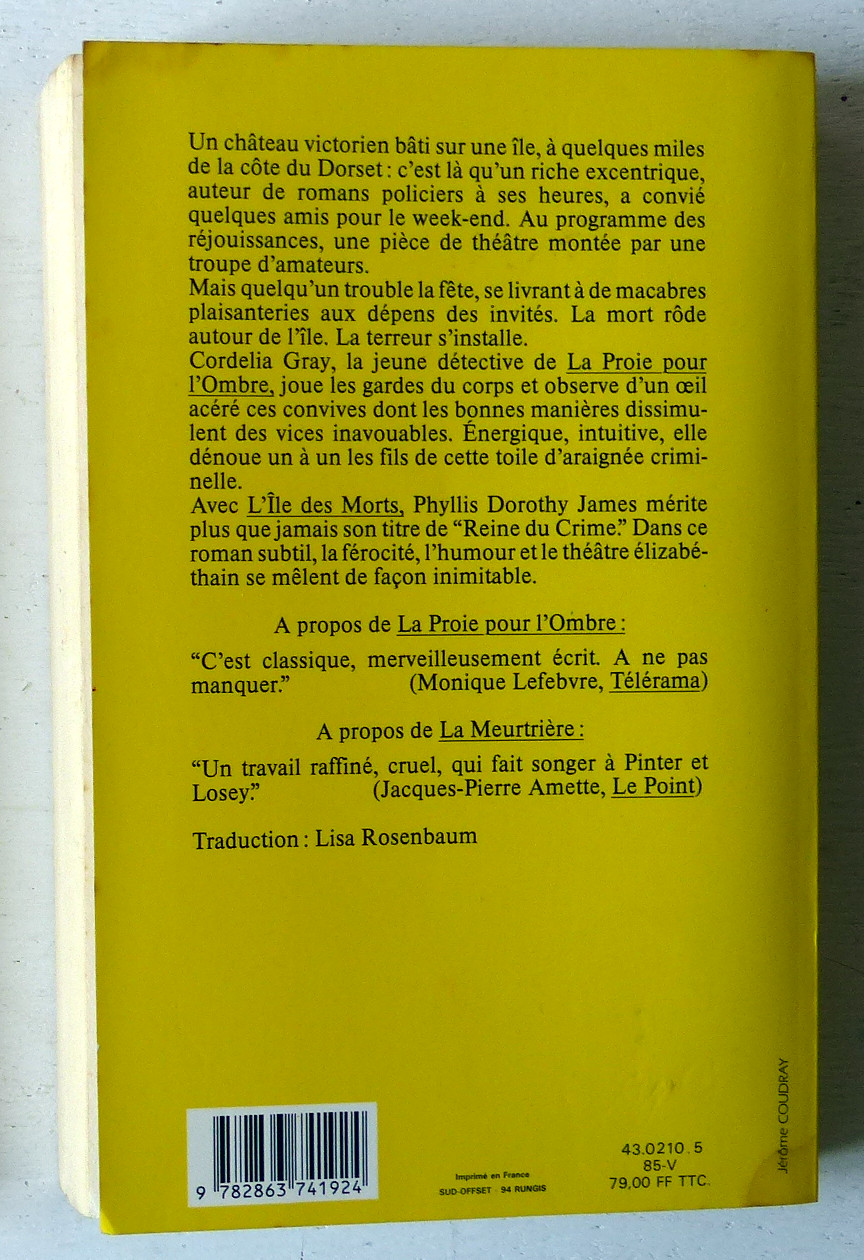 Un château victorien bâti sur une île, à quelques miles
de la côte du Dorset : c'est là qu'un riche excentrique,
auteur de romans policiers à ses heures, a convié
quelques amis pour le week-end. Au programme des
réjouissances, une pièce de théâtre montée par une
troupe d'amateurs.
Mais quelqu'un trouble la fête, se livrant à de macabres
plaisanteries aux dépens des invités. La mort rôde
autour de l'île. La terreur s'installe.
Cordelia Gray, la jeune détective de La Proie pour
l'Ombre, joue les gardes du corps et observe d'un œil
acéré ces convives dont les bonnes manières dissimu-
lent des vices inavouables. Énergique, intuitive, elle
dénoue un à un les fils de cette toile d'araignée crimi-
nelle.
Avec L'Île des Morts, Phyllis Dorothy James mérite
plus que jamais son titre de “Reine du Crime.” Dans ce
roman subtil, la férocité, l'humour et le théâtre élizabé-
thain se mêlent de façon inimitable.
A propos de La Proie pour l'Ombre :
“C'est classique, merveilleusement écrit. A ne pas
manquer.” (Monique Lefebvre, Télérama)
A propos de La Meurtrière :
“Un travail raffiné, cruel, qui fait songer à Pinter et
Losey.” (Jacques-Pierre Amette, Le Point)
Traduction : Lisa Rosenbaum
9 782863 741924
Imprimé en France
SUD-OFFSET - 94 RUNGIS
43.0210.5
85-V
79,00 FF TTC.
Jérôme COUDRAY